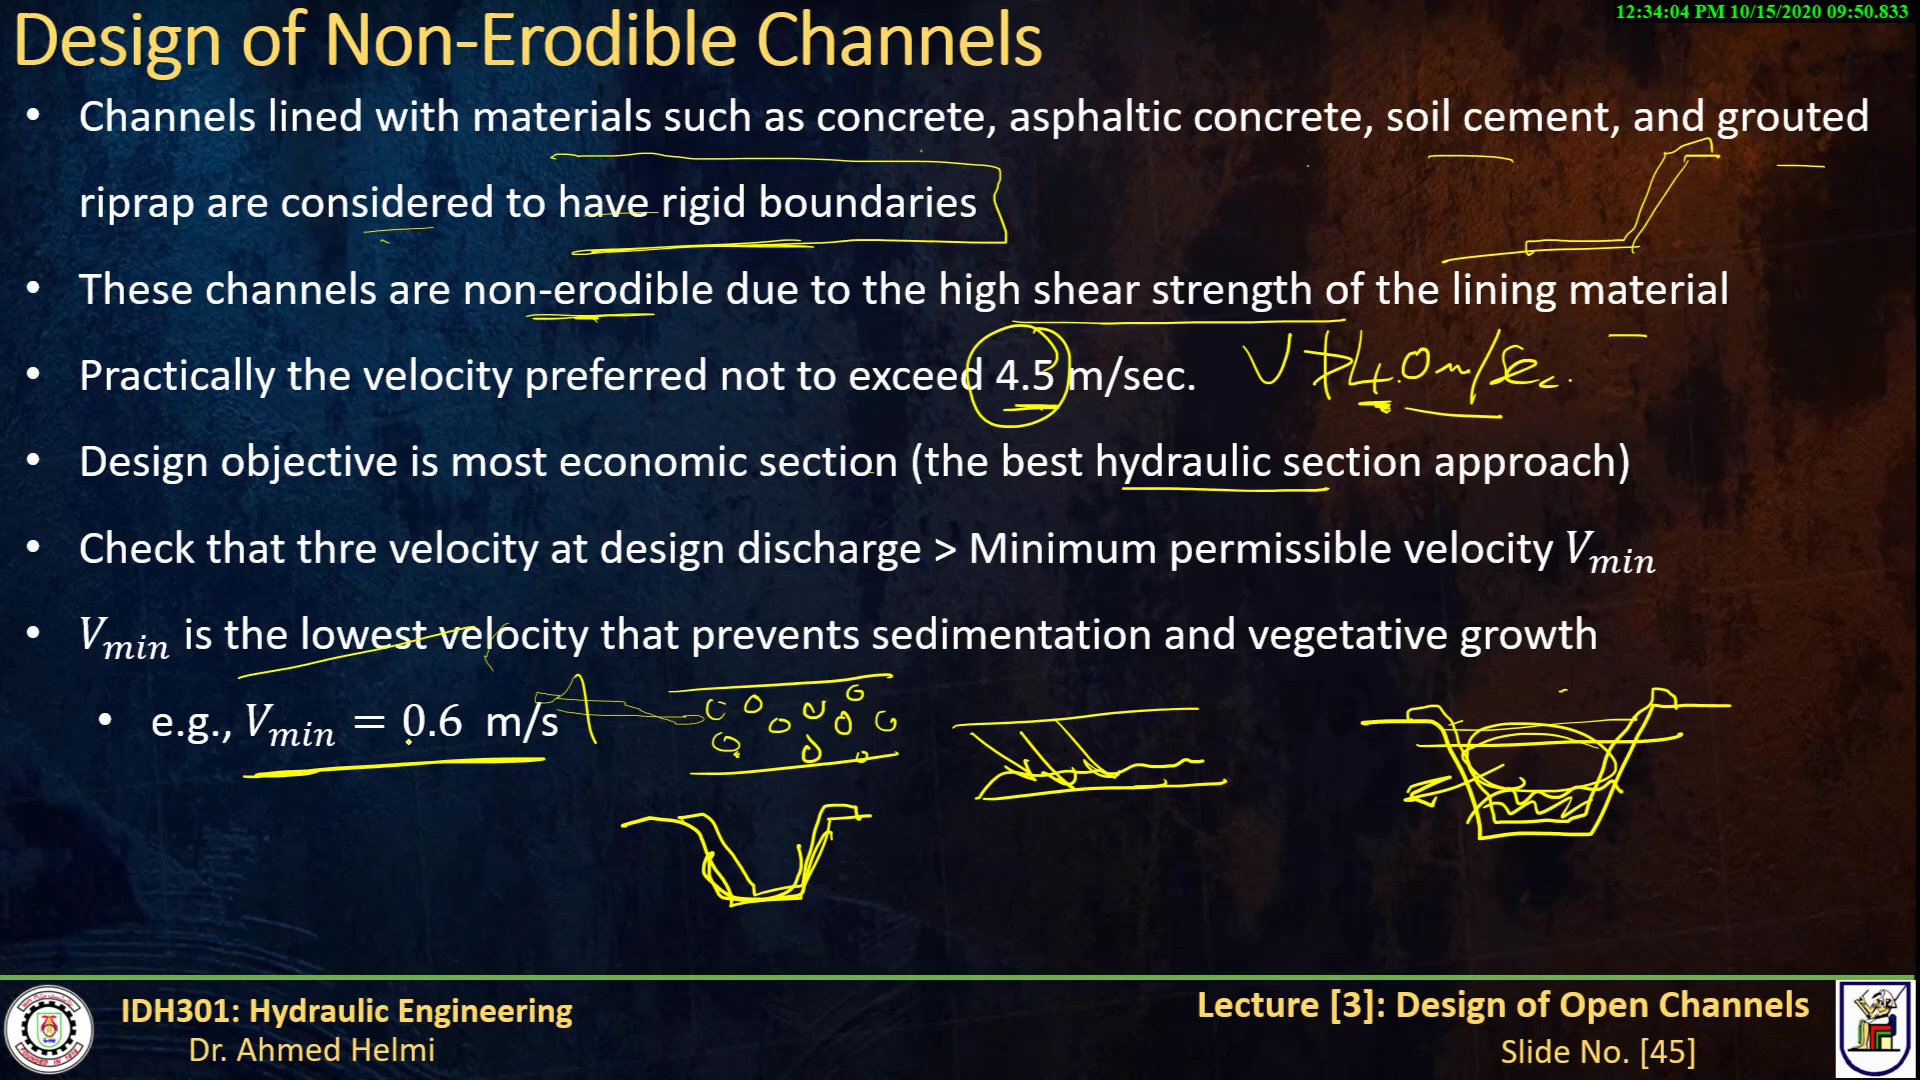 12:34:04 PM 10/15/2020 09:50.833
Design of Non-Erodible Channels
• Channels lined with materials such as concrete, asphaltic concrete, soil cement, and grouted
riprap are considered to have rigid boundaries
• These channels are non-erodible due to the high shear strength of the lining material
• Practically the velocity preferred not to exceed 4.5 m/sec.
V ≯ 4.0 m/sec.
• Design objective is most economic section (the best hydraulic section approach)
• Check that thre velocity at design discharge > Minimum permissible velocity Vmin
• Vmin is the lowest velocity that prevents sedimentation and vegetative growth
• e.g., Vmin = 0.6 m/s
IDH301: Hydraulic Engineering
Dr. Ahmed Helmi
Lecture [3]: Design of Open Channels
Slide No. [45]